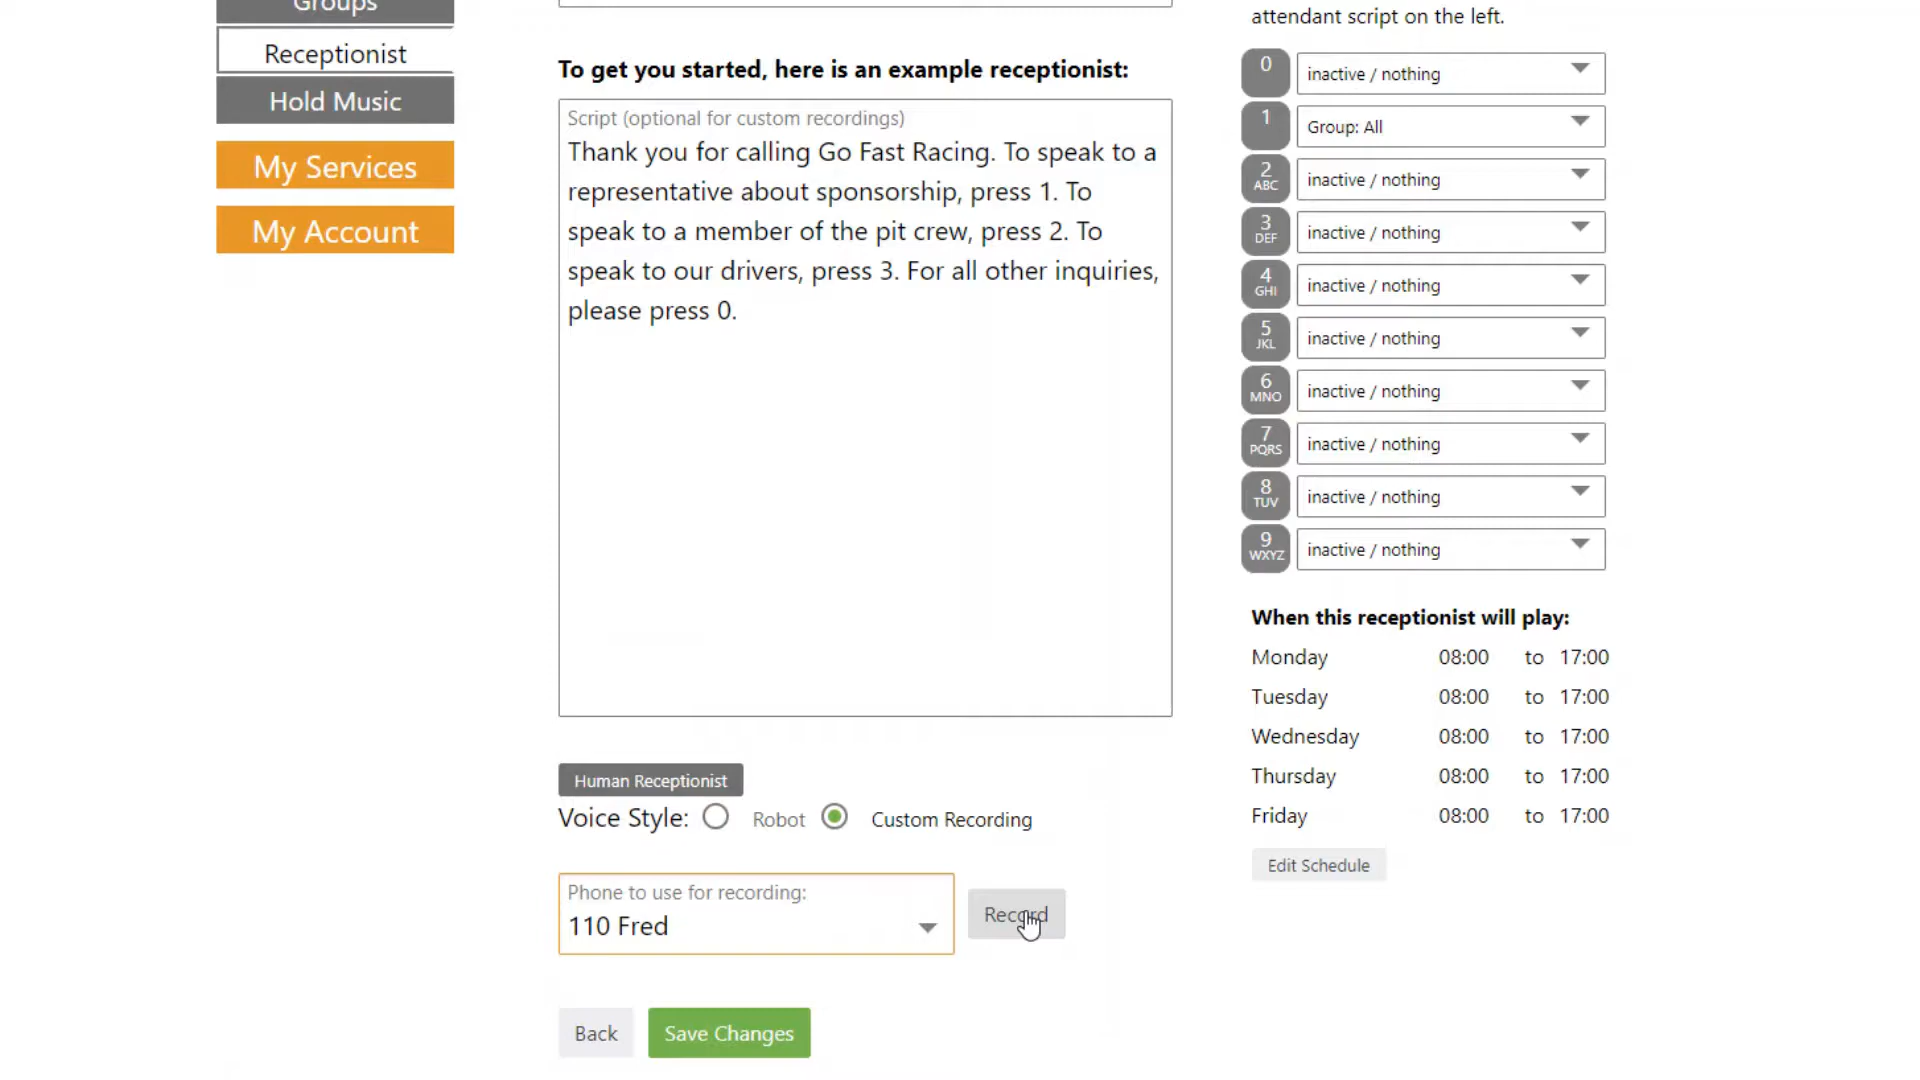 Groups
Receptionist
Hold Music
My Services
My Account
To get you started, here is an example receptionist:
Script (optional for custom recordings)
Thank you for calling Go Fast Racing. To speak to a
representative about sponsorship, press 1. To
speak to a member of the pit crew, press 2. To
speak to our drivers, press 3. For all other inquiries,
please press 0.
Human Receptionist
Voice Style: Robot Custom Recording
Phone to use for recording:
110 Fred
Record
Back Save Changes
attendant script on the left.
0 inactive / nothing
1 Group: All
2 ABC inactive / nothing
3 DEF inactive / nothing
4 GHI inactive / nothing
5 JKL inactive / nothing
6 MNO inactive / nothing
7 PQRS inactive / nothing
8 TUV inactive / nothing
9 WXYZ inactive / nothing
When this receptionist will play:
Monday 08:00 to 17:00
Tuesday 08:00 to 17:00
Wednesday 08:00 to 17:00
Thursday 08:00 to 17:00
Friday 08:00 to 17:00
Edit Schedule